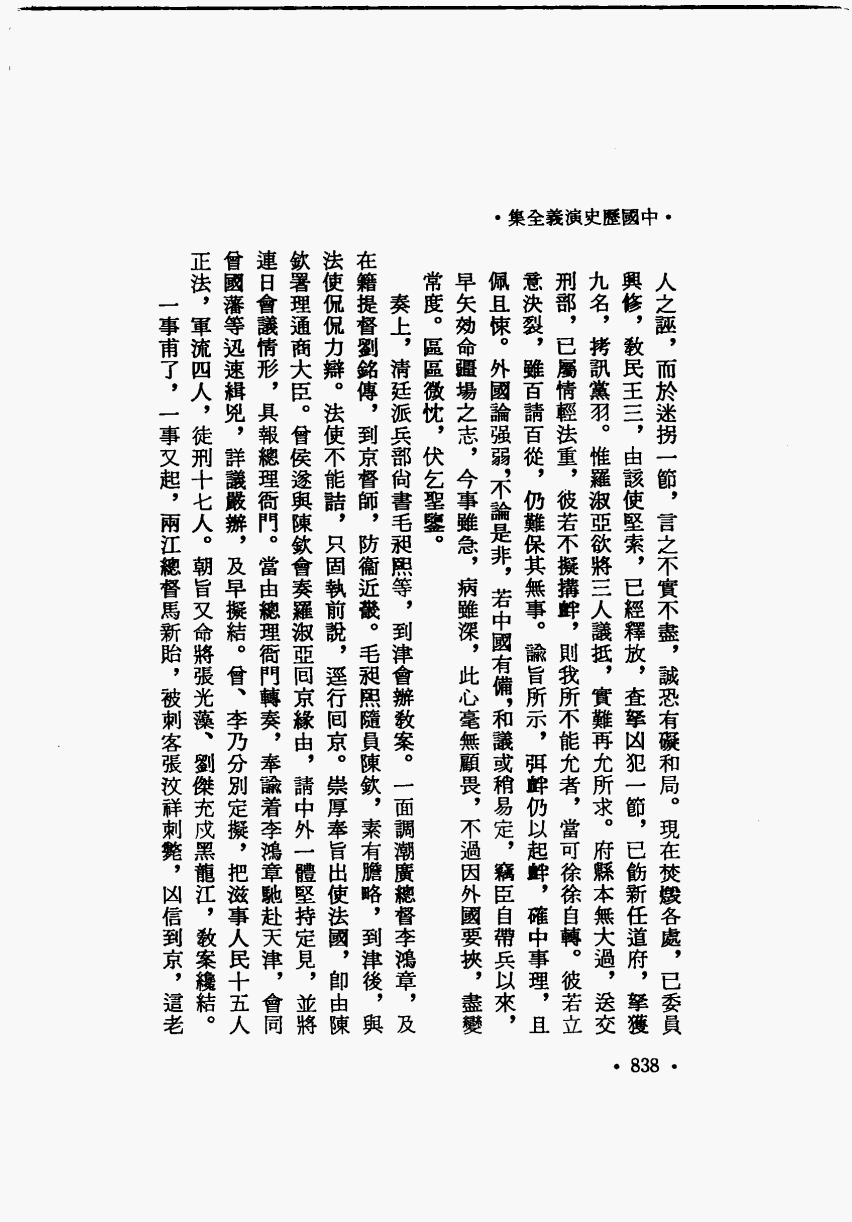 •中國歷史演義全集•
人之誣，而於迷拐一節，言之不實不盡，誠恐有礙和局。現在焚燬各處，已委員
興修，教民王三，由該使堅索，已經釋放，查拏凶犯一節，已飭新任道府，拏獲
九名，拷訊黨羽。惟羅淑亞欲將三人議抵，實難再允所求。府縣本無大過，送交
刑部，已屬情輕法重，彼若不擬搆衅，則我所不能允者，當可徐徐自轉。彼若立
意決裂，雖百請百從，仍難保其無事。諭旨所示，弭衅仍以起衅，確中事理，且
佩且悚。外國論强弱，不論是非，若中國有備，和議或稍易定，竊臣自帶兵以來，
早矢効命疆場之志，今事雖急，病雖深，此心毫無顧畏，不過因外國要挾，盡變
常度。區區微忱，伏乞聖鑒。
奏上，清廷派兵部尚書毛昶熙等，到津會辦教案。一面調潮廣總督李鴻章，及
在籍提督劉銘傳，到京督師，防衞近畿。毛昶熙隨員陳欽，素有膽略，到津後，與
法使侃侃力辯。法使不能詰，只固執前說，逕行回京。崇厚奉旨出使法國，卽由陳
欽署理通商大臣。曾侯遂與陳欽會奏羅淑亞回京緣由，請中外一體堅持定見，並將
連日會議情形，具報總理衙門。當由總理衙門轉奏，奉諭着李鴻章馳赴天津，會同
曾國藩等迅速緝兇，詳議嚴辦，及早擬結。曾、李乃分別定擬，把滋事人民十五人
正法，軍流四人，徒刑十七人。朝旨又命將張光藻、劉傑充戍黑龍江，教案纔結。
一事甫了，一事又起，兩江總督馬新貽，被刺客張汶祥刺斃，凶信到京，這老
•838•